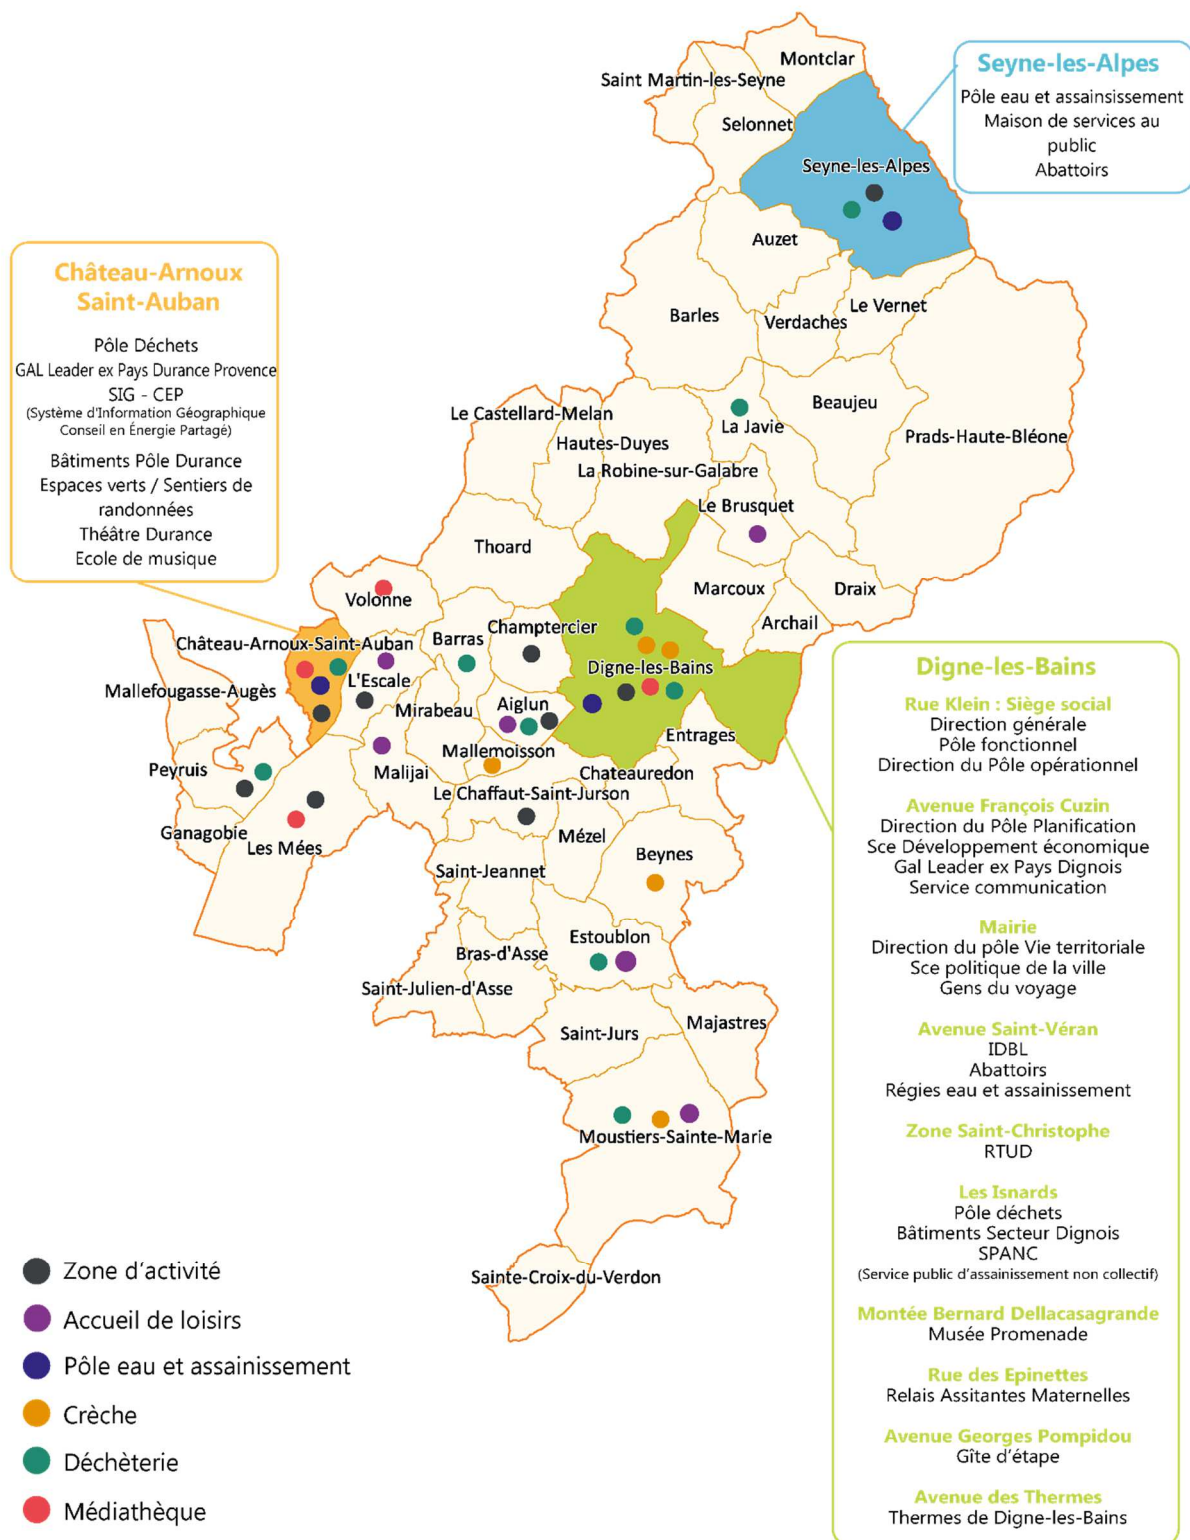 Montclar
Saint Martin-les-Seyne
Selonnet
Seyne-les-Alpes
Seyne-les-Alpes
Pôle eau et assainsissement
Maison de services au
public
Abattoirs
Auzet
Barles
Verdaches
Le Vernet
Château-Arnoux
Saint-Auban
Pôle Déchets
GAL Leader ex Pays Durance Provence
SIG - CEP
(Système d'Information Géographique
Conseil en Énergie Partagé)
Bâtiments Pôle Durance
Espaces verts / Sentiers de
randonnées
Théâtre Durance
Ecole de musique
Le Castellard-Melan
Hautes-Duyes
La Robine-sur-Galabre
La Javie
Beaujeu
Prads-Haute-Bléone
Le Brusquet
Thoard
Marcoux
Draix
Archail
Volonne
Château-Arnoux-Saint-Auban
Barras
Champtercier
Digne-les-Bains
L'Escale
Mallefougasse-Augès
Mirabeau
Aiglun
Entrages
Mallemoisson
Peyruis
Malijai
Chateauredon
Le Chaffaut-Saint-Jurson
Ganagobie
Les Mées
Mézel
Beynes
Saint-Jeannet
Estoublon
Bras-d'Asse
Saint-Julien-d'Asse
Saint-Jurs
Majastres
Moustiers-Sainte-Marie
Sainte-Croix-du-Verdon
Digne-les-Bains
Rue Klein : Siège social
Direction générale
Pôle fonctionnel
Direction du Pôle opérationnel
Avenue François Cuzin
Direction du Pôle Planification
Sce Développement économique
Gal Leader ex Pays Dignois
Service communication
Mairie
Direction du pôle Vie territoriale
Sce politique de la ville
Gens du voyage
Avenue Saint-Véran
IDBL
Abattoirs
Régies eau et assainissement
Zone Saint-Christophe
RTUD
Les Isnards
Pôle déchets
Bâtiments Secteur Dignois
SPANC
(Service public d'assainissement non collectif)
Montée Bernard Dellacasagrande
Musée Promenade
Rue des Epinettes
Relais Assitantes Maternelles
Avenue Georges Pompidou
Gîte d'étape
Avenue des Thermes
Thermes de Digne-les-Bains
Zone d'activité
Accueil de loisirs
Pôle eau et assainissement
Crèche
Déchèterie
Médiathèque